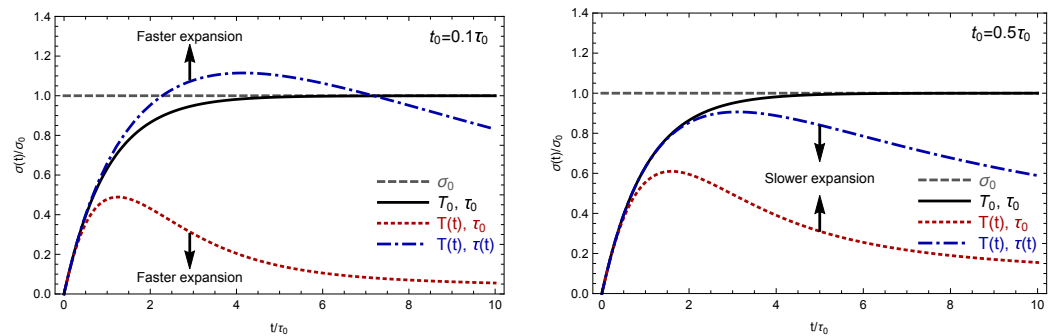 Faster expansion
t₀=0.1τ₀
σ(t)/σ₀
1.2
1.0
0.8
0.6
0.4
0.2
0.0
σ₀
T₀, τ₀
T(t), τ₀
T(t), τ(t)
Faster expansion
0 2 4 6 8 10
t/τ₀
t₀=0.5τ₀
σ(t)/σ₀
1.4
1.2
1.0
0.8
0.6
0.4
0.2
0.0
Slower expansion
σ₀
T₀, τ₀
T(t), τ₀
T(t), τ(t)
0 2 4 6 8 10
t/τ₀